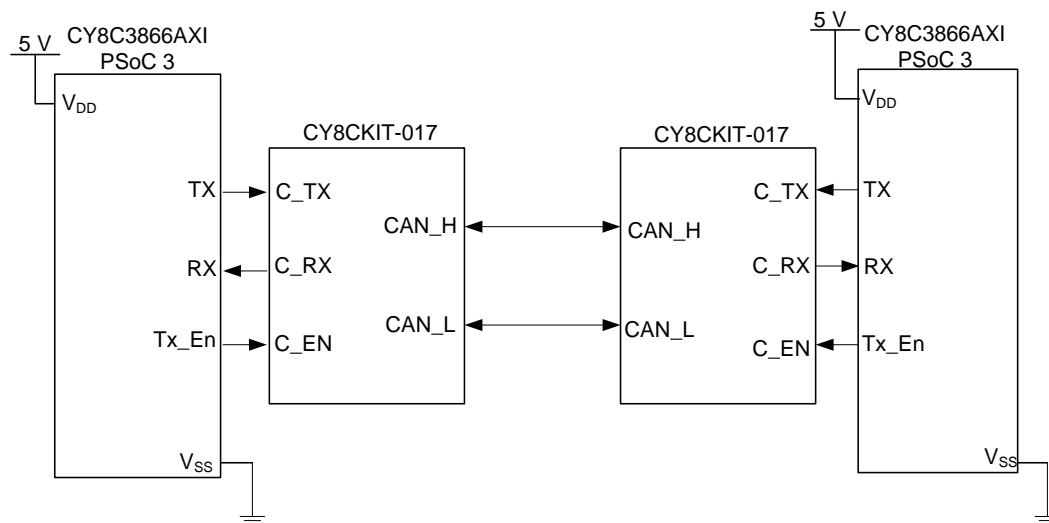 5 V
CY8C3866AXI
PSoC 3
VDD
TX
RX
Tx_En
VSS
CY8CKIT-017
C_TX
C_RX
C_EN
CAN_H
CAN_L
CY8CKIT-017
CAN_H
CAN_L
C_TX
C_RX
C_EN
5 V
CY8C3866AXI
PSoC 3
VDD
TX
RX
Tx_En
VSS